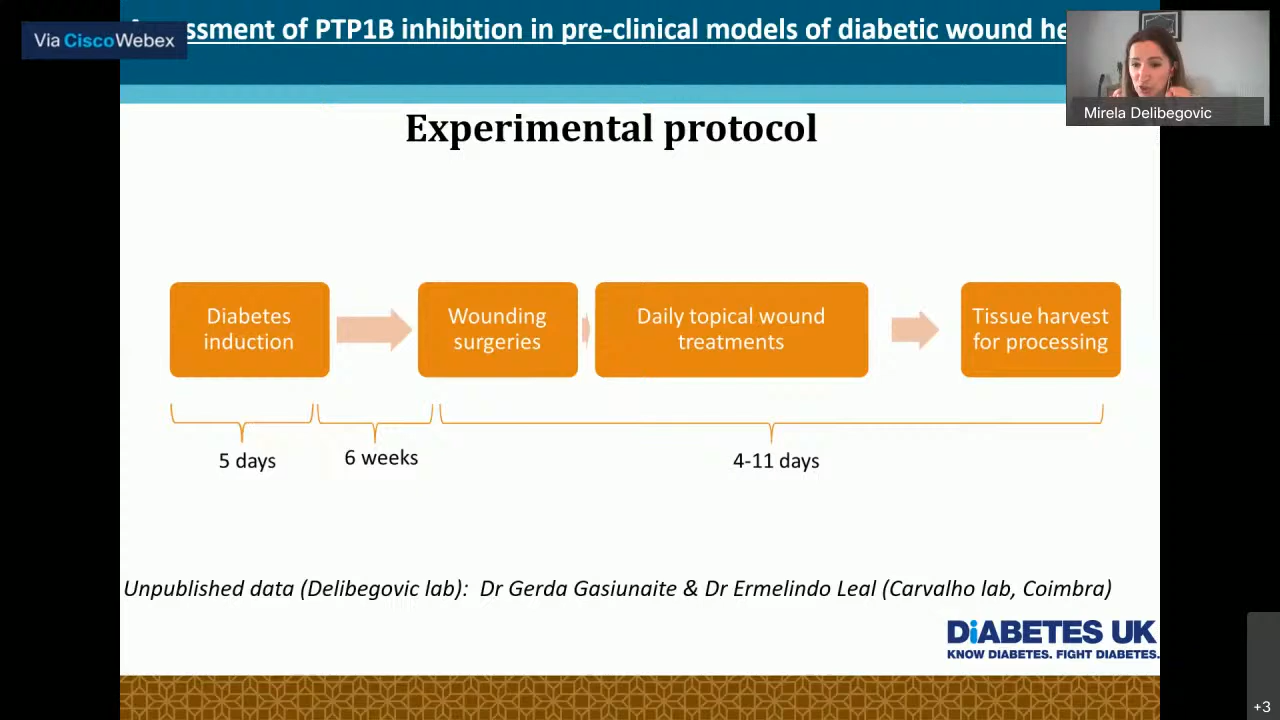 ssment of PTP1B inhibition in pre-clinical models of diabetic wound he
Via Cisco Webex
Mirela Delibegovic
Experimental protocol
Diabetes
induction
Wounding
surgeries
Daily topical wound
treatments
Tissue harvest
for processing
5 days
6 weeks
4-11 days
Unpublished data (Delibegovic lab): Dr Gerda Gasiunaite & Dr Ermelindo Leal (Carvalho lab, Coimbra)
DiABETES UK
KNOW DIABETES. FIGHT DIABETES.
+3